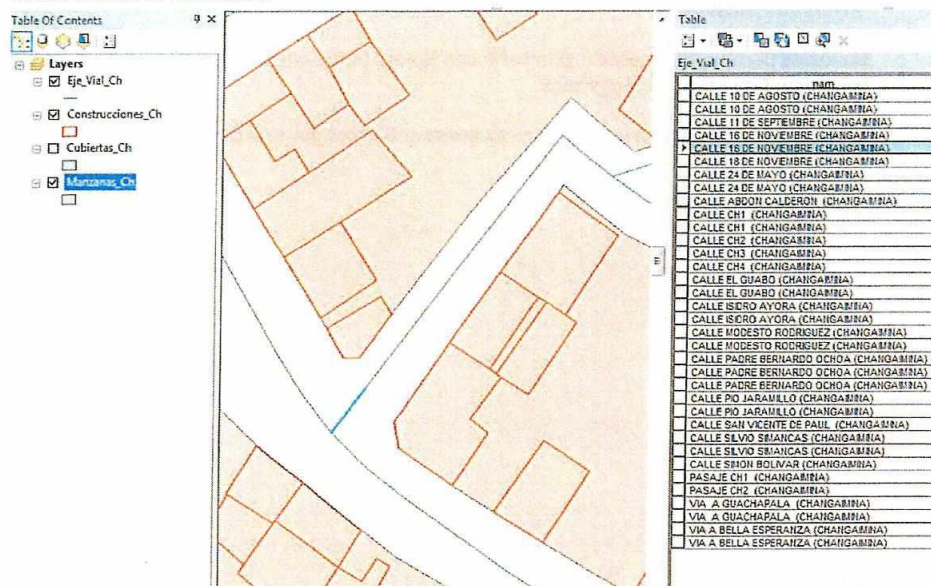 Table Of Contents
Layers
Eje_Vial_Ch
Construcciones_Ch
Cubiertas_Ch
Manzanas_Ch
Table
Eje_Vial_Ch
nam
CALLE 10 DE AGOSTO (CHANGAIMINA)
CALLE 10 DE AGOSTO (CHANGAIMINA)
CALLE 11 DE SEPTIEMBRE (CHANGAIMINA)
CALLE 16 DE NOVIEMBRE (CHANGAIMINA)
CALLE 16 DE NOVIEMBRE (CHANGAIMINA)
CALLE 18 DE NOVIEMBRE (CHANGAIMINA)
CALLE 24 DE MAYO (CHANGAIMINA)
CALLE 24 DE MAYO (CHANGAIMINA)
CALLE ABDON CALDERON (CHANGAIMINA)
CALLE CH1 (CHANGAIMINA)
CALLE CH1 (CHANGAIMINA)
CALLE CH2 (CHANGAIMINA)
CALLE CH3 (CHANGAIMINA)
CALLE CH4 (CHANGAIMINA)
CALLE EL GUABO (CHANGAIMINA)
CALLE EL GUABO (CHANGAIMINA)
CALLE ISIDRO AYORA (CHANGAIMINA)
CALLE ISIDRO AYORA (CHANGAIMINA)
CALLE MODESTO RODRIGUEZ (CHANGAIMINA)
CALLE MODESTO RODRIGUEZ (CHANGAIMINA)
CALLE PADRE BERNARDO OCHOA (CHANGAIMINA)
CALLE PADRE BERNARDO OCHOA (CHANGAIMINA)
CALLE PADRE BERNARDO OCHOA (CHANGAIMINA)
CALLE PIO JARAMILLO (CHANGAIMINA)
CALLE PIO JARAMILLO (CHANGAIMINA)
CALLE SAN VICENTE DE PAUL (CHANGAIMINA)
CALLE SILVIO SIMANCAS (CHANGAIMINA)
CALLE SILVIO SIMANCAS (CHANGAIMINA)
CALLE SIMON BOLIVAR (CHANGAIMINA)
PASAJE CH1 (CHANGAIMINA)
PASAJE CH2 (CHANGAIMINA)
VIA A GUACHAPALA (CHANGAIMINA)
VIA A GUACHAPALA (CHANGAIMINA)
VIA A BELLA ESPERANZA (CHANGAIMINA)
VIA A BELLA ESPERANZA (CHANGAIMINA)